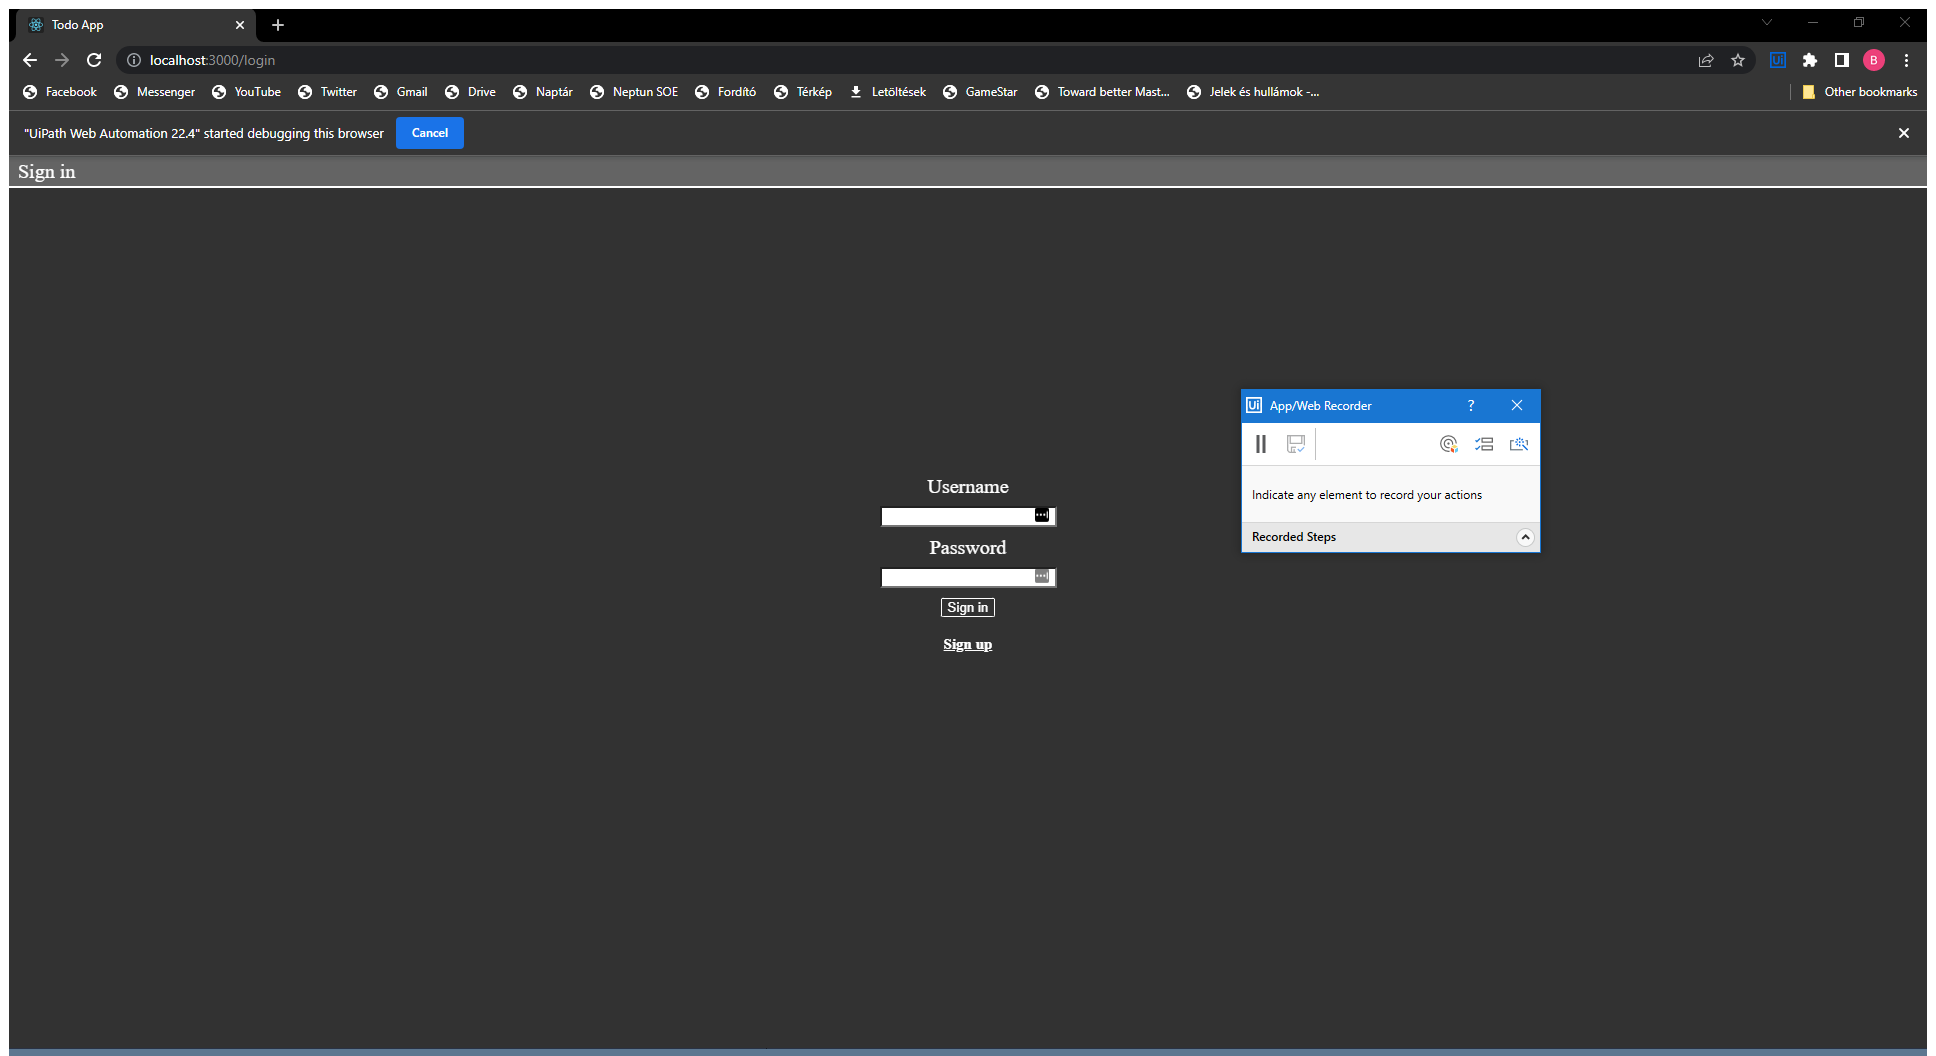 Todo App
localhost:3000/login
B
Facebook Messenger YouTube Twitter Gmail Drive Naptár Neptun SOE Fordító Térkép Letöltések GameStar Toward better Mast... Jelek és hullámok -... Other bookmarks
"UiPath Web Automation 22.4" started debugging this browser Cancel
Sign in
Username
Password
Sign in
Sign up
Ui App/Web Recorder ?
Indicate any element to record your actions
Recorded Steps